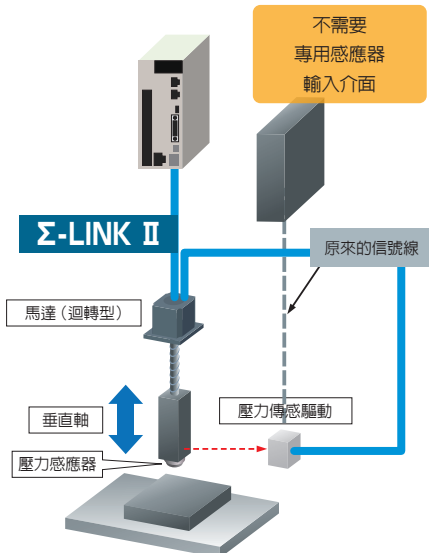 不需要
專用感應器
輸入介面
Σ-LINK II
原來的信號線
馬達（迴轉型）
垂直軸
壓力傳感驅動
壓力感應器